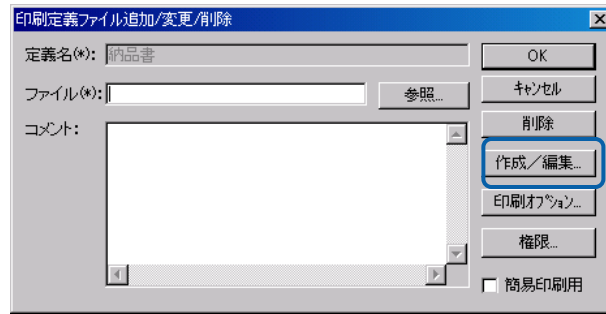 印刷定義ファイル追加/変更/削除
定義名(*): 納品書
OK
ファイル(*):
参照...
キャンセル
コメント:
削除
作成／編集...
印刷オプション...
権限...
簡易印刷用